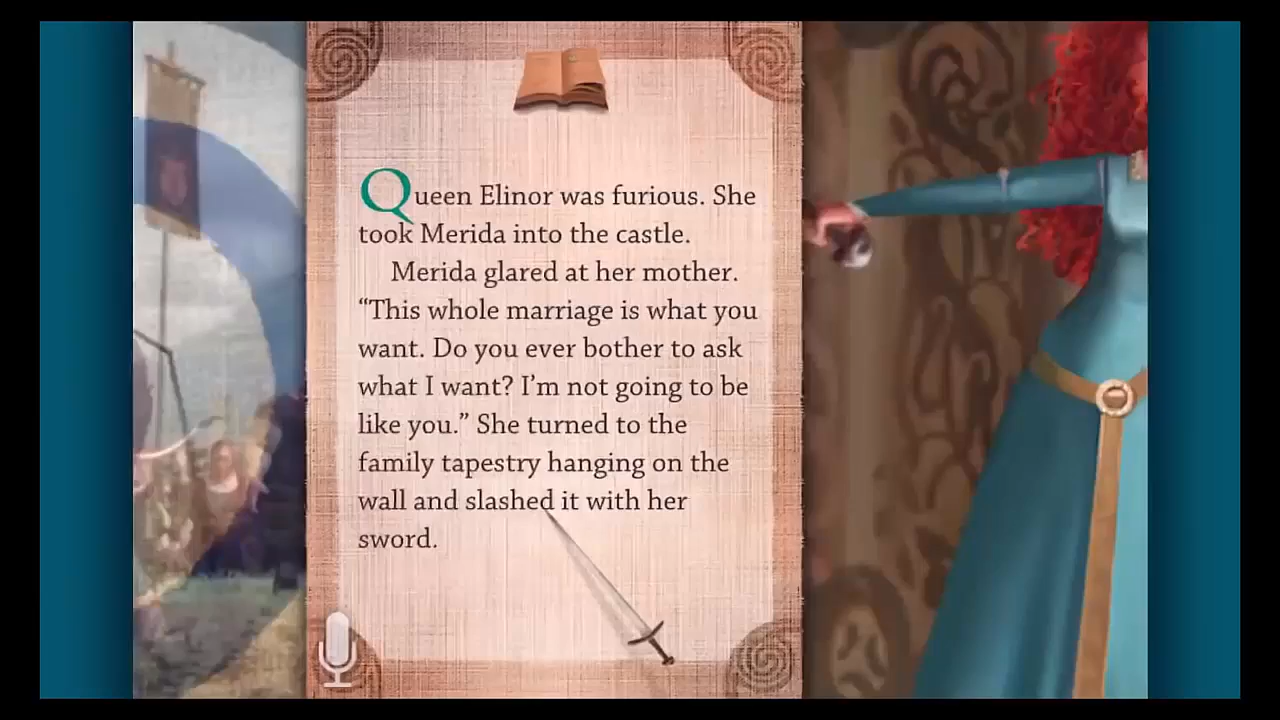 Queen Elinor was furious. She
took Merida into the castle.
Merida glared at her mother.
“This whole marriage is what you
want. Do you ever bother to ask
what I want? I’m not going to be
like you.” She turned to the
family tapestry hanging on the
wall and slashed it with her
sword.